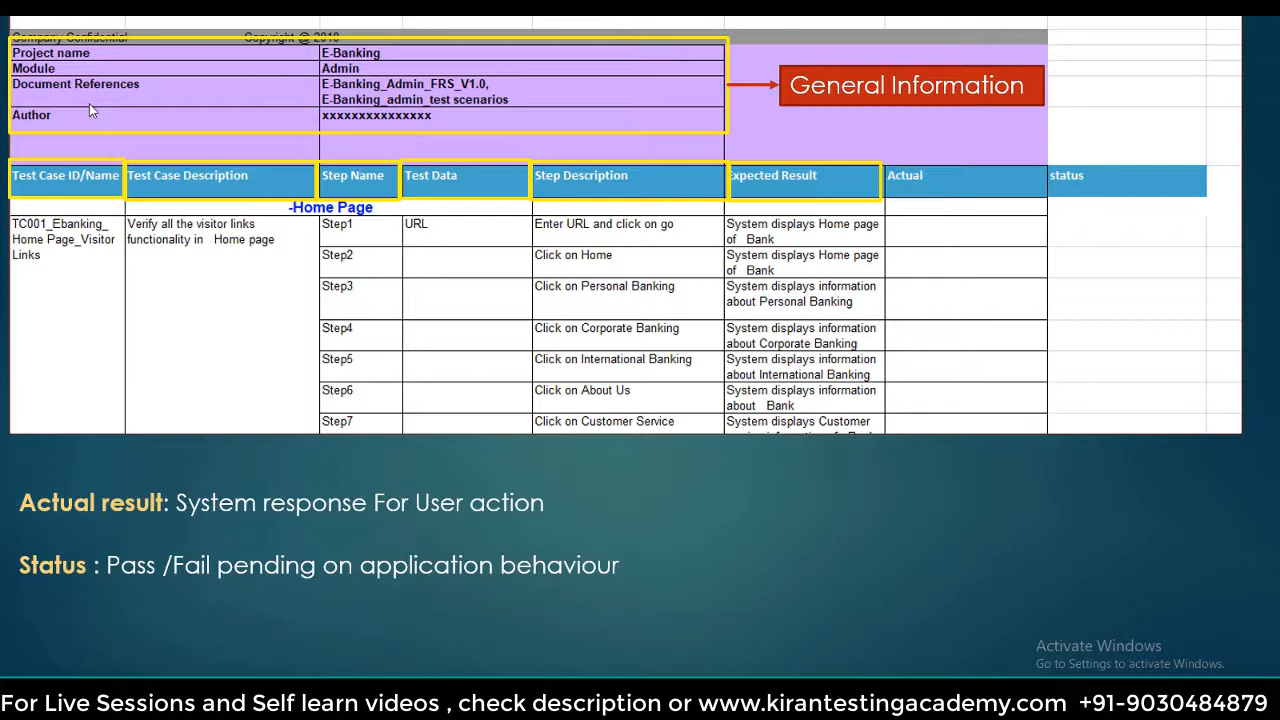 Company Confidential Copyright @ 2010
Project name E-Banking
Module Admin
Document References E-Banking_Admin_FRS_V1.0,
E-Banking_admin_test scenarios
Author xxxxxxxxxxxxxxx
General Information
Test Case ID/Name Test Case Description Step Name Test Data Step Description Expected Result Actual status
-Home Page
TC001_Ebanking_ Verify all the visitor links Step1 URL Enter URL and click on go System displays Home page
Home Page_Visitor functionality in Home page of Bank
Links Step2 Click on Home System displays Home page
of Bank
Step3 Click on Personal Banking System displays information
about Personal Banking
Step4 Click on Corporate Banking System displays information
about Corporate Banking
Step5 Click on International Banking System displays information
about International Banking
Step6 Click on About Us System displays information
about Bank
Step7 Click on Customer Service System displays Customer
Actual result: System response For User action
Status : Pass /Fail pending on application behaviour
Activate Windows
Go to Settings to activate Windows.
For Live Sessions and Self learn videos , check description or www.kirantestingacademy.com +91-9030484879